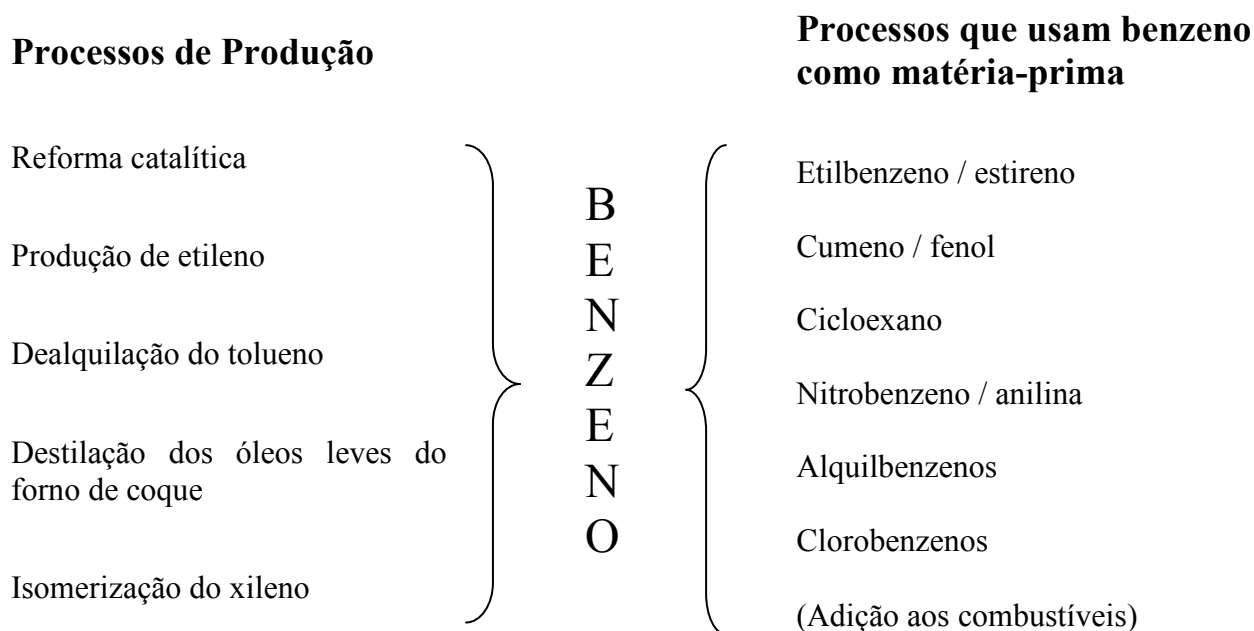 Processos de Produção
Reforma catalítica
Produção de etileno
Dealquilação do tolueno
Destilação dos óleos leves do
forno de coque
Isomerização do xileno
B
E
N
Z
E
N
O
Processos que usam benzeno
como matéria-prima
Etilbenzeno / estireno
Cumeno / fenol
Cicloexano
Nitrobenzeno / anilina
Alquilbenzenos
Clorobenzenos
(Adição aos combustíveis)